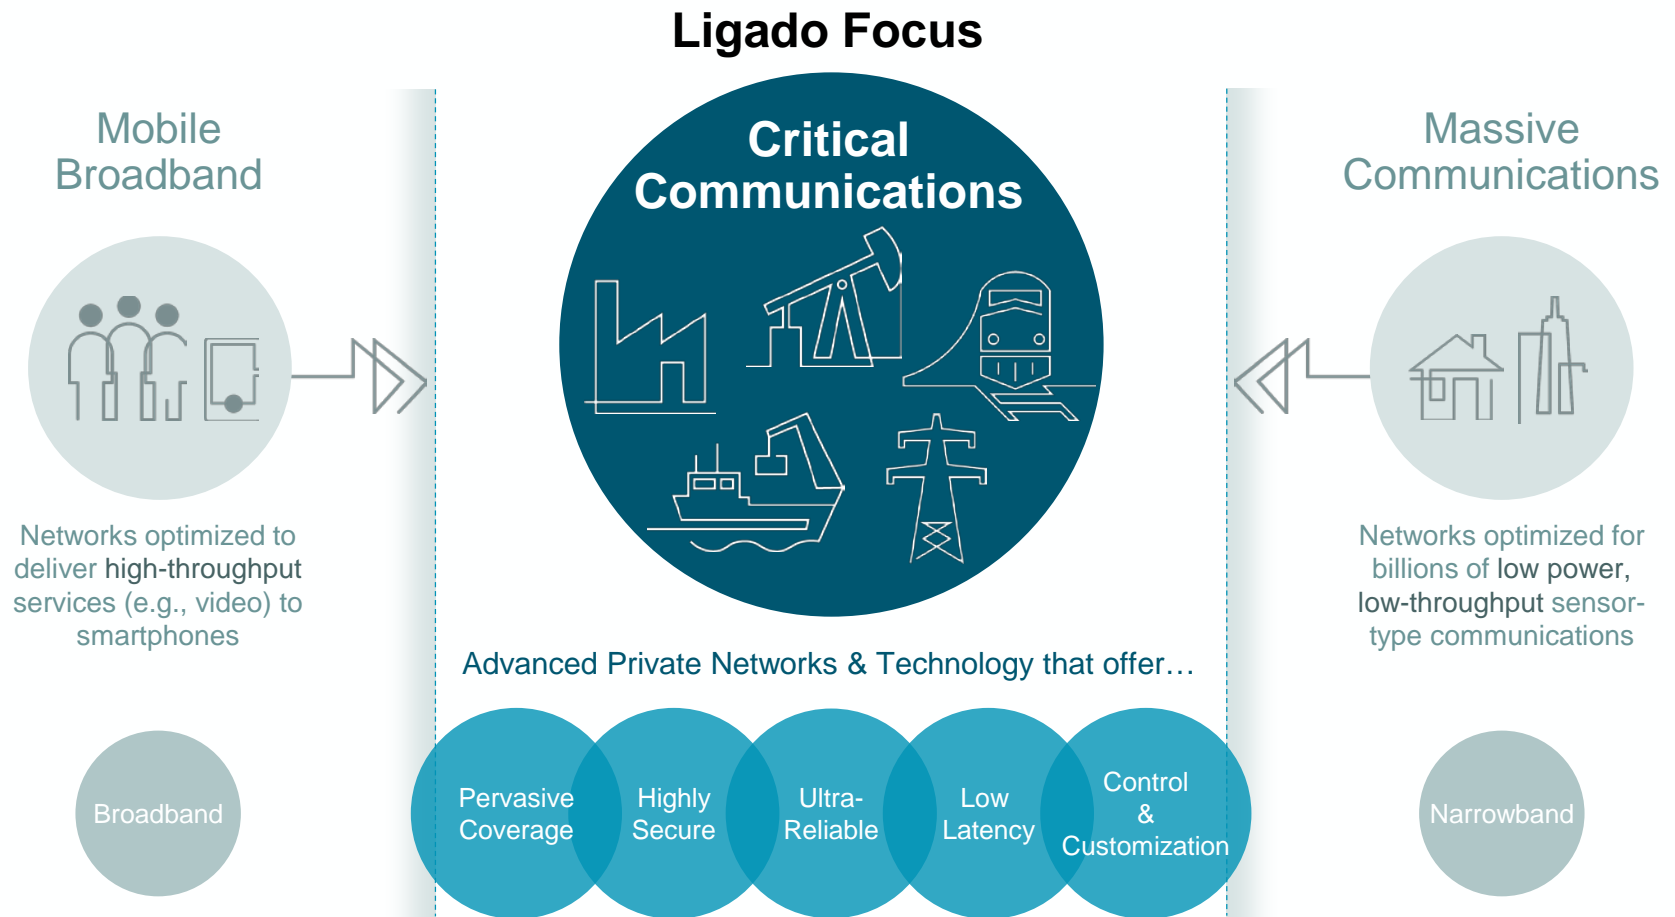 Ligado Focus
Mobile
Broadband
Networks optimized to
deliver high-throughput
services (e.g., video) to
smartphones
Broadband
Critical
Communications
Advanced Private Networks & Technology that offer…
Pervasive
Coverage
Highly
Secure
Ultra-
Reliable
Low
Latency
Control
&
Customization
Massive
Communications
Networks optimized for
billions of low power,
low-throughput sensor-
type communications
Narrowband